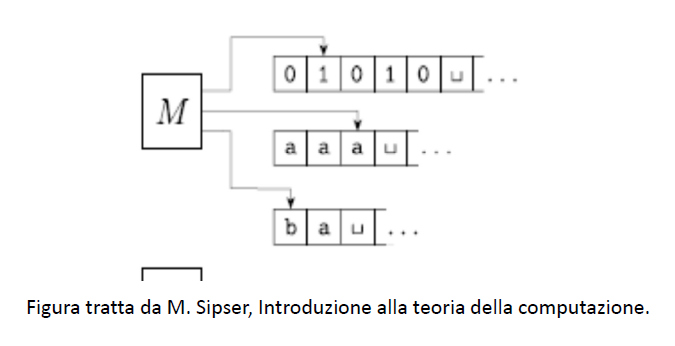 M
0 1 0 1 0 ⊔ ...
a a a ⊔ ...
b a ⊔ ...
Figura tratta da M. Sipser, Introduzione alla teoria della computazione.